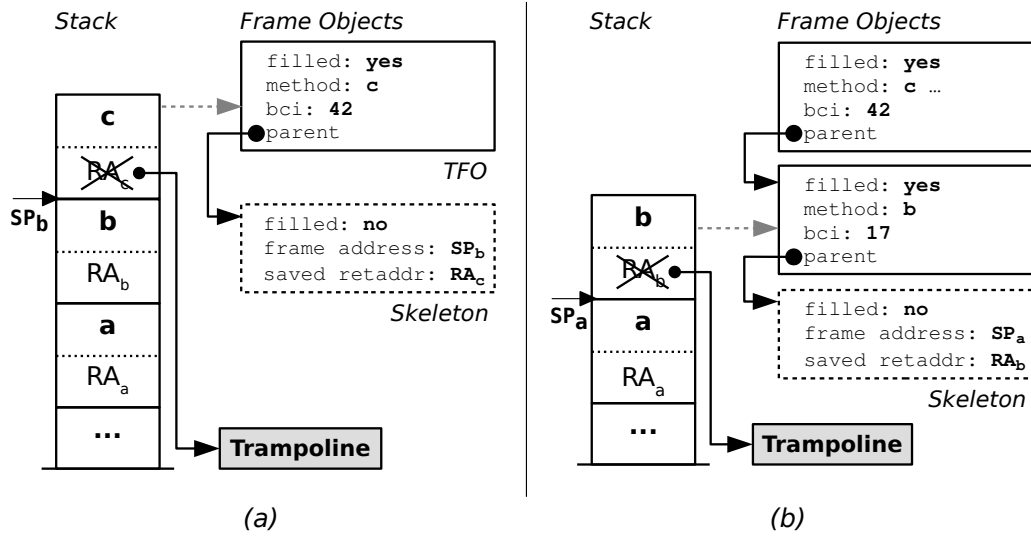 Stack
Frame Objects
filled: yes
method: c
bci: 42
parent
TFO
c
RAc
SPb
b
RAb
a
RAa
...
filled: no
frame address: SPb
saved retaddr: RAc
Skeleton
Trampoline
(a)
Stack
Frame Objects
filled: yes
method: c …
bci: 42
parent
filled: yes
method: b
bci: 17
parent
b
RAb
SPa
a
RAa
...
filled: no
frame address: SPa
saved retaddr: RAb
Skeleton
Trampoline
(b)